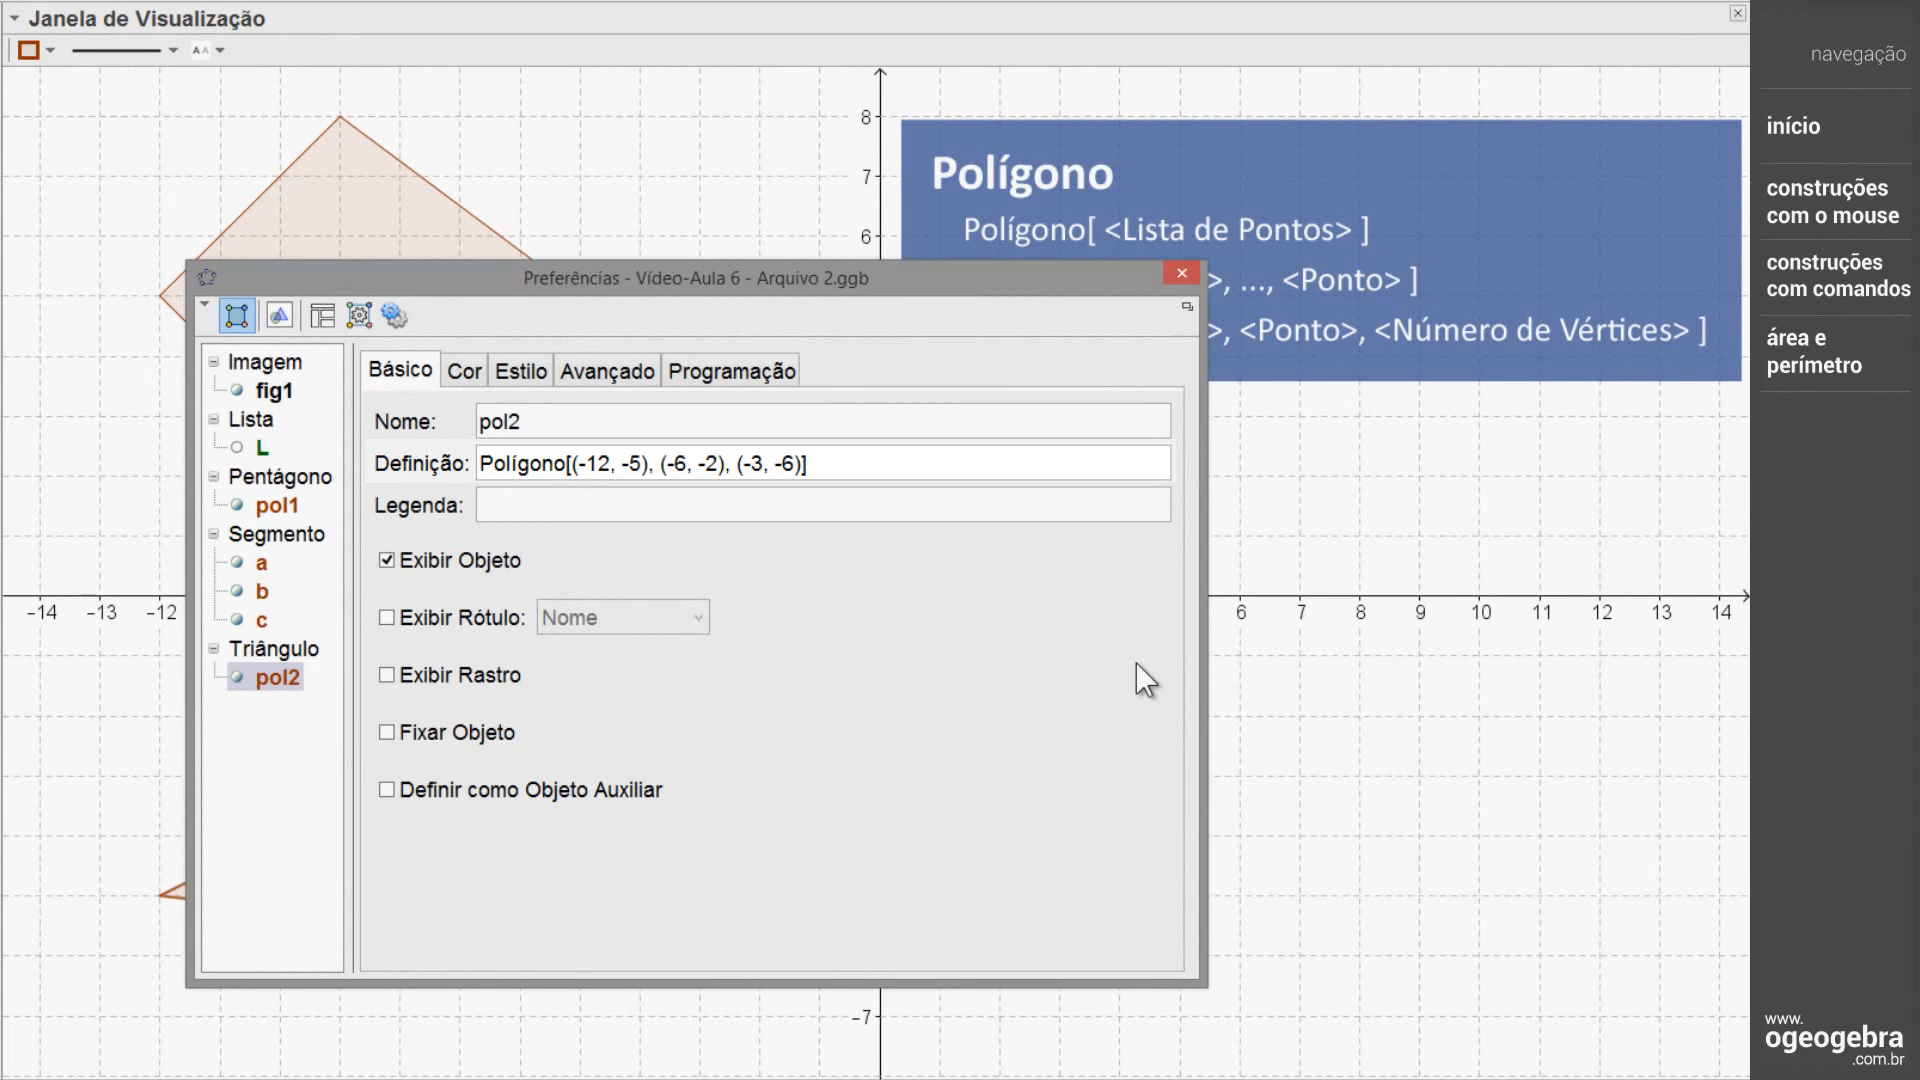 Janela de Visualização
AA
navegação
início
construções
com o mouse
construções
com comandos
área e
perímetro
www.
ogeogebra
.com.br
Polígono
Polígono[ <Lista de Pontos> ]
>, ..., <Ponto> ]
>, <Ponto>, <Número de Vértices> ]
8
7
6
-14
-13
-12
6
7
8
9
10
11
12
13
14
-7
Preferências - Vídeo-Aula 6 - Arquivo 2.ggb
Imagem
fig1
Lista
L
Pentágono
pol1
Segmento
a
b
c
Triângulo
pol2
Básico
Cor
Estilo
Avançado
Programação
Nome: pol2
Definição: Polígono[(-12, -5), (-6, -2), (-3, -6)]
Legenda:
Exibir Objeto
Exibir Rótulo: Nome
Exibir Rastro
Fixar Objeto
Definir como Objeto Auxiliar